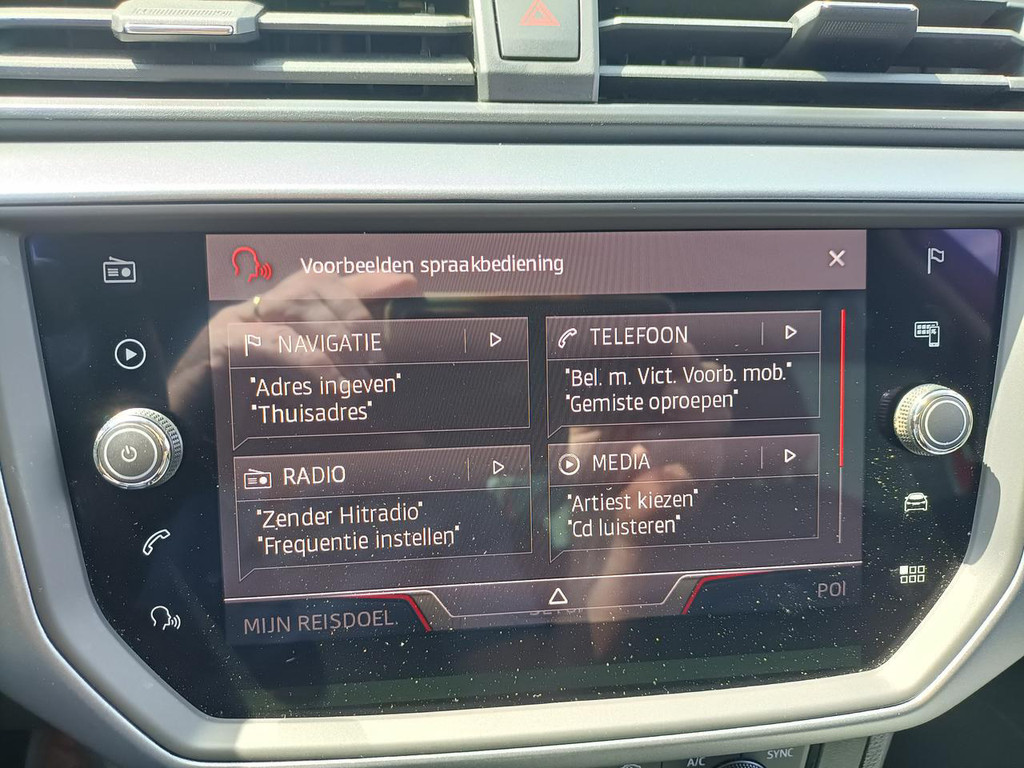 Voorbeelden spraakbediening
NAVIGATIE
"Adres ingeven"
"Thuisadres"
TELEFOON
"Bel. m. Vict. Voorb. mob."
"Gemiste oproepen"
RADIO
"Zender Hitradio"
"Frequentie instellen"
MEDIA
"Artiest kiezen"
"Cd luisteren"
MIJN REISDOEL.
POI
A/C
SYNC